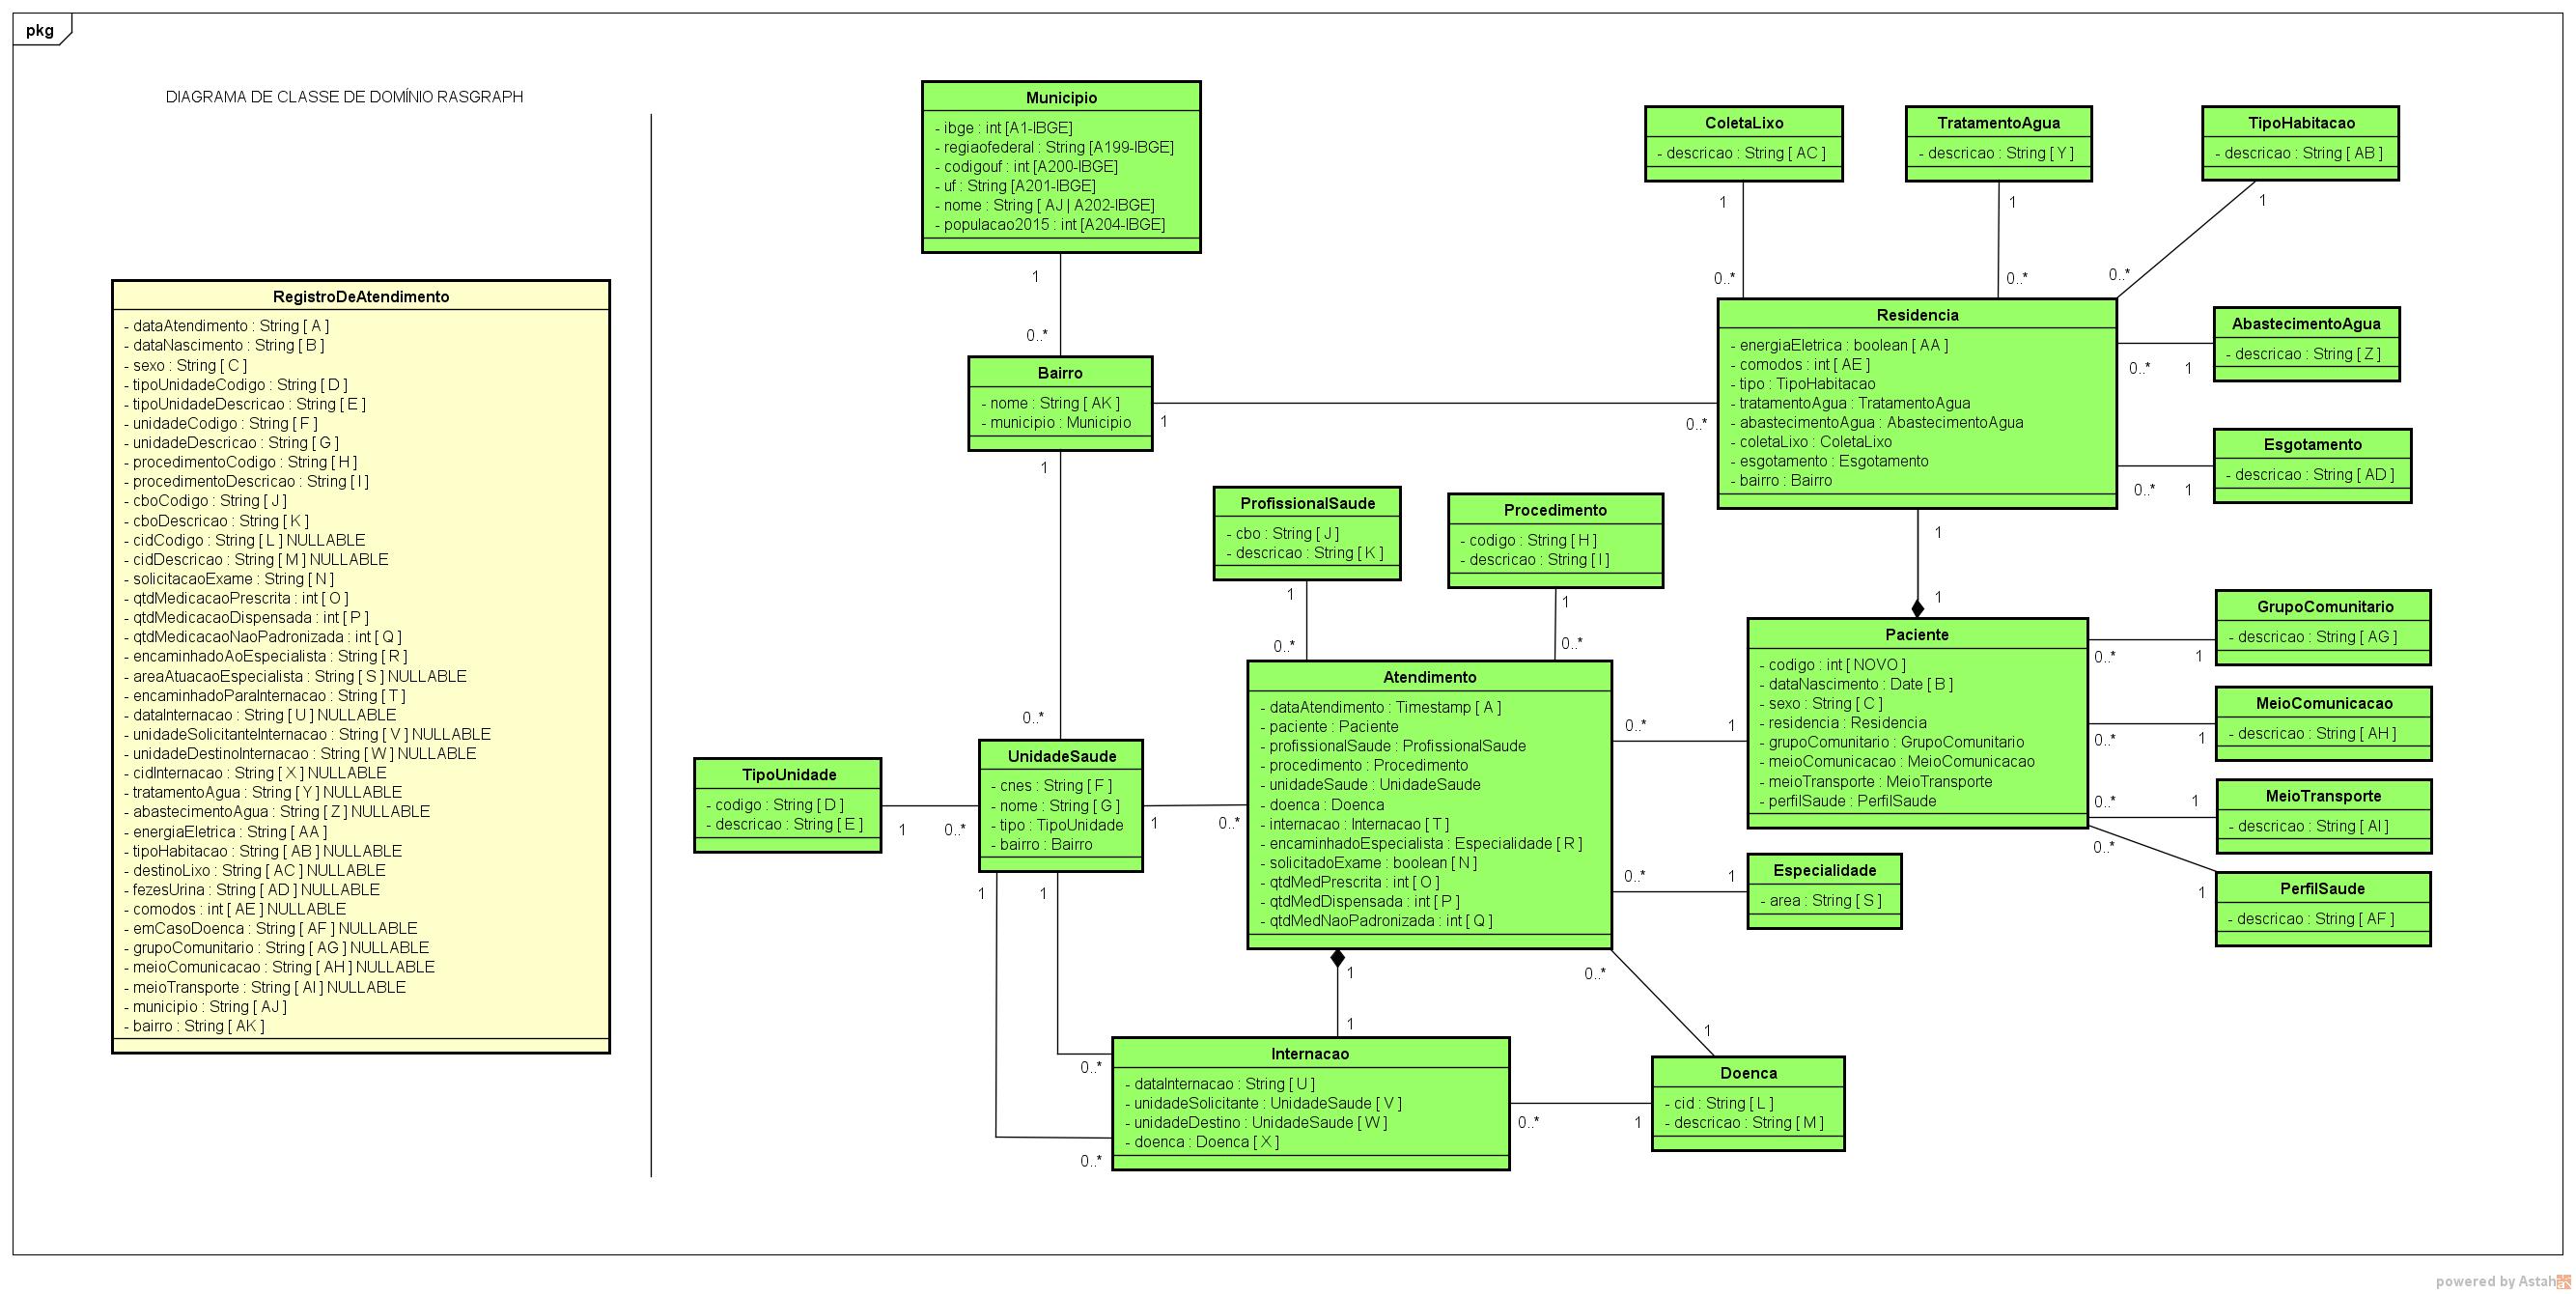 pkg
DIAGRAMA DE CLASSE DE DOMÍNIO RASGRAPH
RegistroDeAtendimento
- dataAtendimento : String [ A ]
- dataNascimento : String [ B ]
- sexo : String [ C ]
- tipoUnidadeCodigo : String [ D ]
- tipoUnidadeDescricao : String [ E ]
- unidadeCodigo : String [ F ]
- unidadeDescricao : String [ G ]
- procedimentoCodigo : String [ H ]
- procedimentoDescricao : String [ I ]
- cboCodigo : String [ J ]
- cboDescricao : String [ K ]
- cidCodigo : String [ L ] NULLABLE
- cidDescricao : String [ M ] NULLABLE
- solicitacaoExame : String [ N ]
- qtdMedicacaoPrescrita : int [ O ]
- qtdMedicacaoDispensada : int [ P ]
- qtdMedicacaoNaoPadronizada : int [ Q ]
- encaminhadoAoEspecialista : String [ R ]
- areaAtuacaoEspecialista : String [ S ] NULLABLE
- encaminhadoParaInternacao : String [ T ]
- dataInternacao : String [ U ] NULLABLE
- unidadeSolicitanteInternacao : String [ V ] NULLABLE
- unidadeDestinoInternacao : String [ W ] NULLABLE
- cidInternacao : String [ X ] NULLABLE
- tratamentoAgua : String [ Y ] NULLABLE
- abastecimentoAgua : String [ Z ] NULLABLE
- energiaEletrica : String [ AA ]
- tipoHabitacao : String [ AB ] NULLABLE
- destinoLixo : String [ AC ] NULLABLE
- fezesUrina : String [ AD ] NULLABLE
- comodos : int [ AE ] NULLABLE
- emCasoDoenca : String [ AF ] NULLABLE
- grupoComunitario : String [ AG ] NULLABLE
- meioComunicacao : String [ AH ] NULLABLE
- meioTransporte : String [ AI ] NULLABLE
- municipio : String [ AJ ]
- bairro : String [ AK ]
Municipio
- ibge : int [A1-IBGE]
- regiaofederal : String [A199-IBGE]
- codigouf : int [A200-IBGE]
- uf : String [A201-IBGE]
- nome : String [ AJ | A202-IBGE]
- populacao2015 : int [A204-IBGE]
1
0..*
Bairro
- nome : String [ AK ]
- municipio : Municipio
1
0..*
1
0..*
ColetaLixo
- descricao : String [ AC ]
1
0..*
TratamentoAgua
- descricao : String [ Y ]
1
0..*
TipoHabitacao
- descricao : String [ AB ]
1
0..*
Residencia
- energiaEletrica : boolean [ AA ]
- comodos : int [ AE ]
- tipo : TipoHabitacao
- tratamentoAgua : TratamentoAgua
- abastecimentoAgua : AbastecimentoAgua
- coletaLixo : ColetaLixo
- esgotamento : Esgotamento
- bairro : Bairro
AbastecimentoAgua
- descricao : String [ Z ]
0..*
1
Esgotamento
- descricao : String [ AD ]
0..*
1
1
1
ProfissionalSaude
- cbo : String [ J ]
- descricao : String [ K ]
1
0..*
Procedimento
- codigo : String [ H ]
- descricao : String [ I ]
1
0..*
Paciente
- codigo : int [ NOVO ]
- dataNascimento : Date [ B ]
- sexo : String [ C ]
- residencia : Residencia
- grupoComunitario : GrupoComunitario
- meioComunicacao : MeioComunicacao
- meioTransporte : MeioTransporte
- perfilSaude : PerfilSaude
GrupoComunitario
- descricao : String [ AG ]
0..*
1
MeioComunicacao
- descricao : String [ AH ]
0..*
1
MeioTransporte
- descricao : String [ AI ]
0..*
1
PerfilSaude
- descricao : String [ AF ]
0..*
1
Atendimento
- dataAtendimento : Timestamp [ A ]
- paciente : Paciente
- profissionalSaude : ProfissionalSaude
- procedimento : Procedimento
- unidadeSaude : UnidadeSaude
- doenca : Doenca
- internacao : Internacao [ T ]
- encaminhadoEspecialista : Especialidade [ R ]
- solicitadoExame : boolean [ N ]
- qtdMedPrescrita : int [ O ]
- qtdMedDispensada : int [ P ]
- qtdMedNaoPadronizada : int [ Q ]
0..*
1
0..*
1
Especialidade
- area : String [ S ]
TipoUnidade
- codigo : String [ D ]
- descricao : String [ E ]
1
0..*
UnidadeSaude
- cnes : String [ F ]
- nome : String [ G ]
- tipo : TipoUnidade
- bairro : Bairro
1
0..*
1
1
0..*
0..*
1
1
Internacao
- dataInternacao : String [ U ]
- unidadeSolicitante : UnidadeSaude [ V ]
- unidadeDestino : UnidadeSaude [ W ]
- doenca : Doenca [ X ]
0..*
1
0..*
1
Doenca
- cid : String [ L ]
- descricao : String [ M ]
powered by Astah